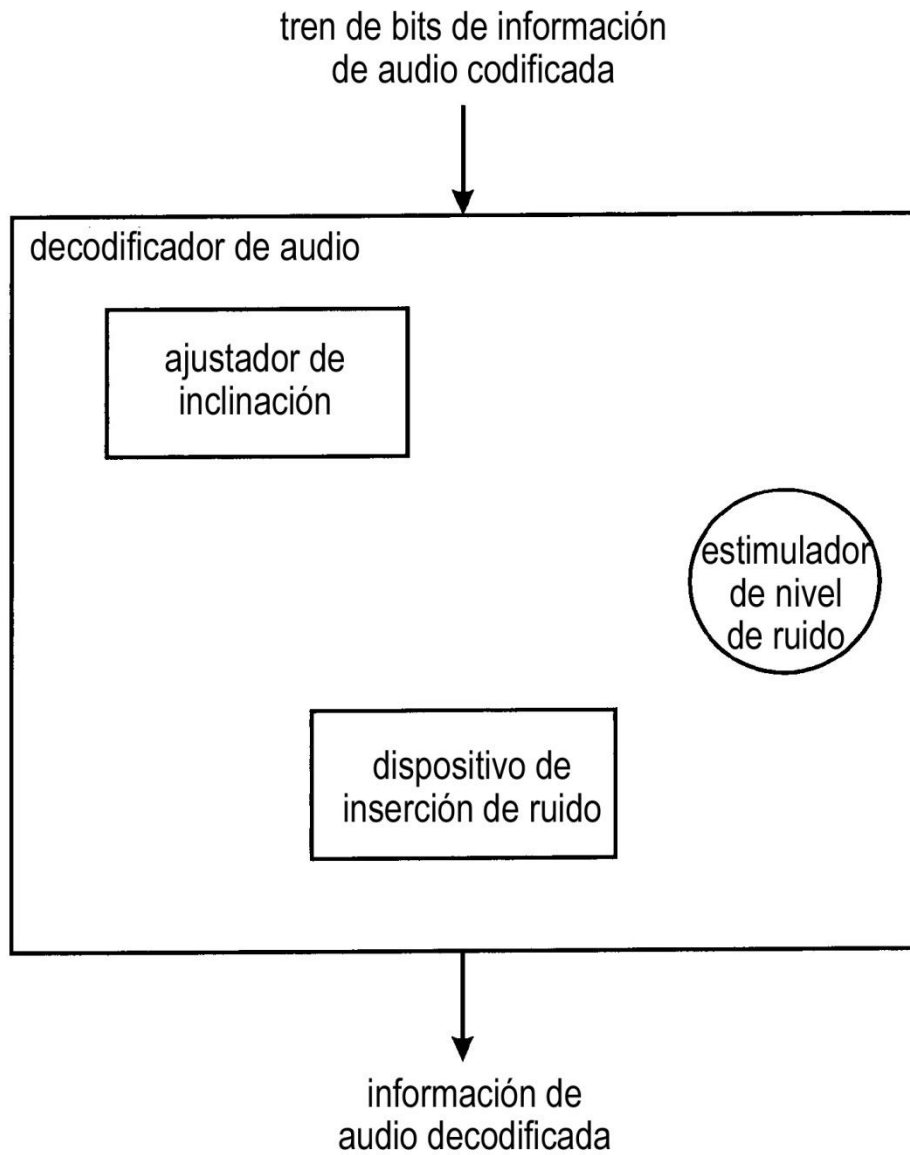 tren de bits de información
de audio codificada
decodificador de audio
ajustador de
inclinación
estimulador
de nivel
de ruido
dispositivo de
inserción de ruido
información de
audio decodificada